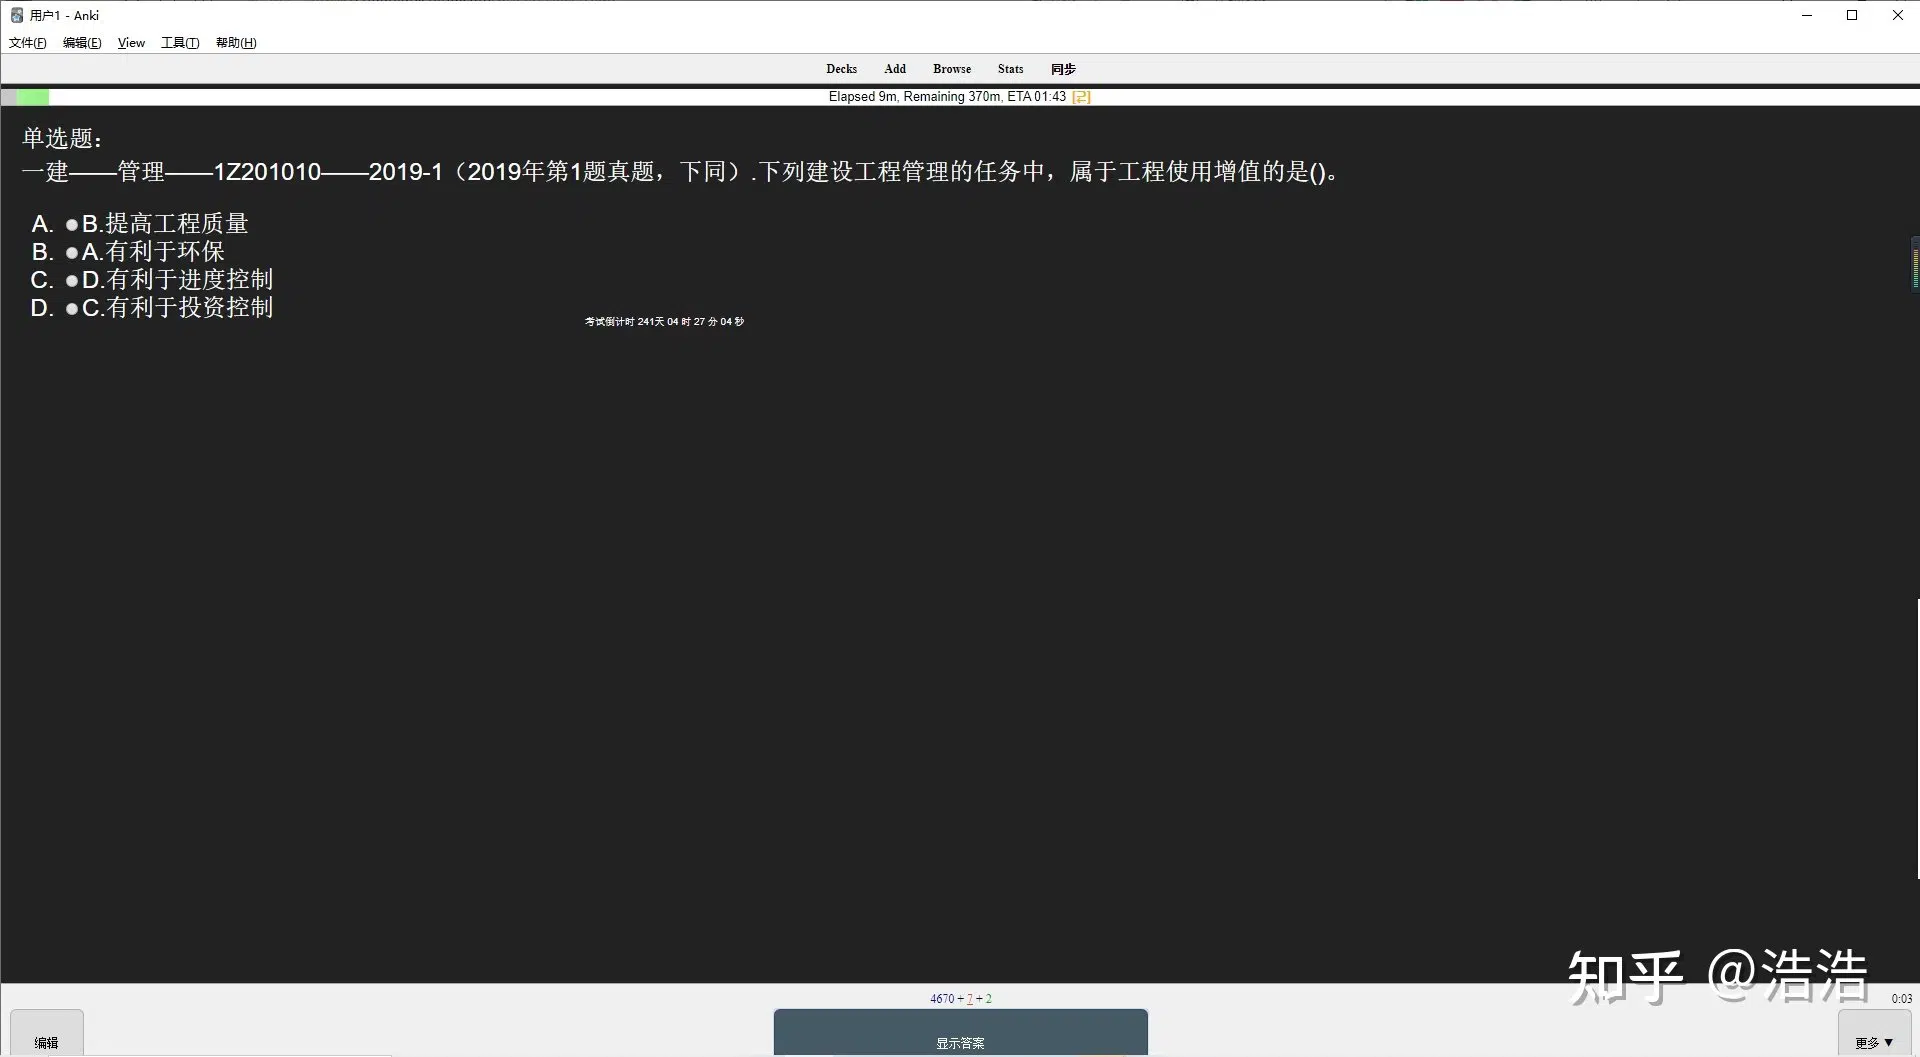 用户1 - Anki
文件(F) 编辑(E) View 工具(T) 帮助(H)
Decks Add Browse Stats 同步
Elapsed 9m, Remaining 370m, ETA 01:43 [⇄]
单选题：
一建——管理——1Z201010——2019-1（2019年第1题真题，下同）.下列建设工程管理的任务中，属于工程使用增值的是()。
A. B.提高工程质量
B. A.有利于环保
C. D.有利于进度控制
D. C.有利于投资控制
考试倒计时 241天 04 时 27 分 04 秒
知乎 @浩浩
4670 + 7 + 2
0:03
编辑 显示答案 更多 ▼